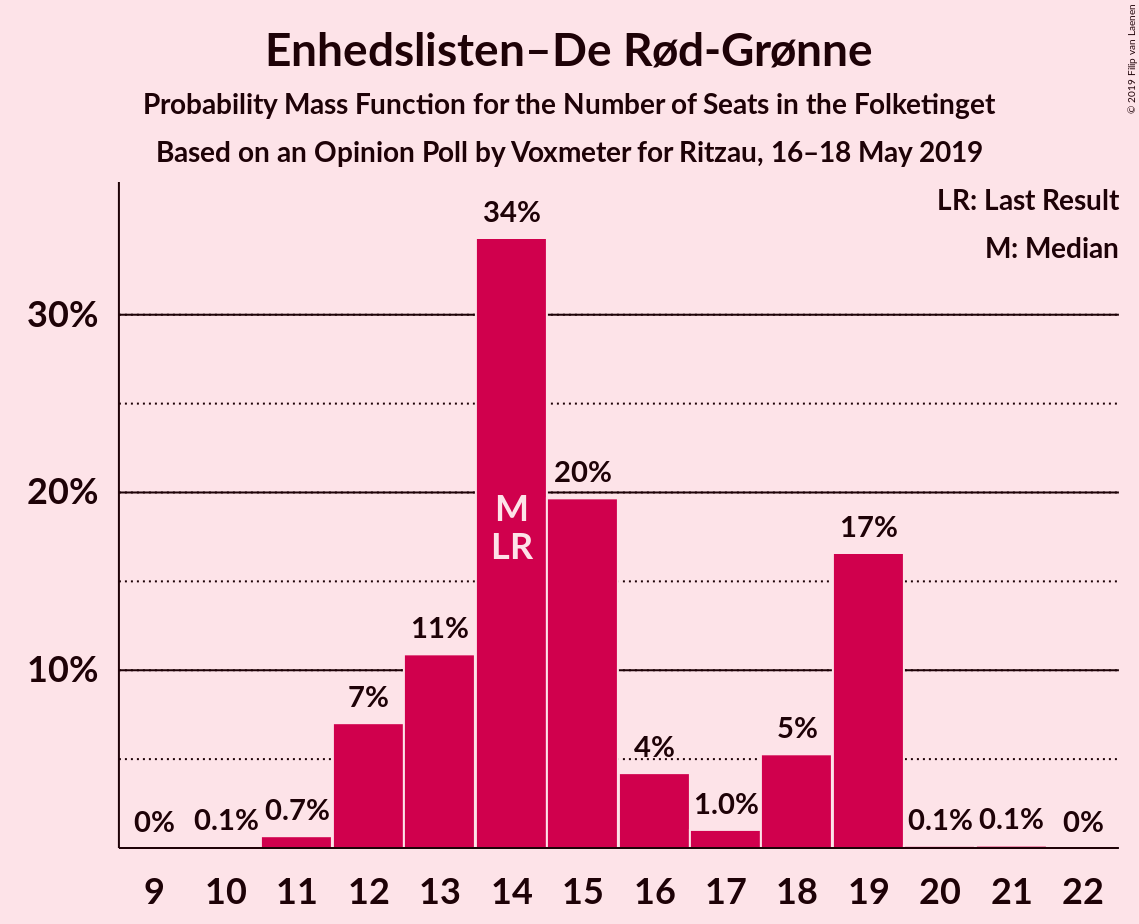 Enhedslisten–De Rød-Grønne
Probability Mass Function for the Number of Seats in the Folketinget
Based on an Opinion Poll by Voxmeter for Ritzau, 16–18 May 2019
© 2019 Filip van Laenen
LR: Last Result
M: Median
34%
30%
20%
20%
M
LR
17%
11%
10%
7%
5%
4%
1.0%
0.7%
0%
0.1%
0.1%
0.1%
0%
9 10 11 12 13 14 15 16 17 18 19 20 21 22